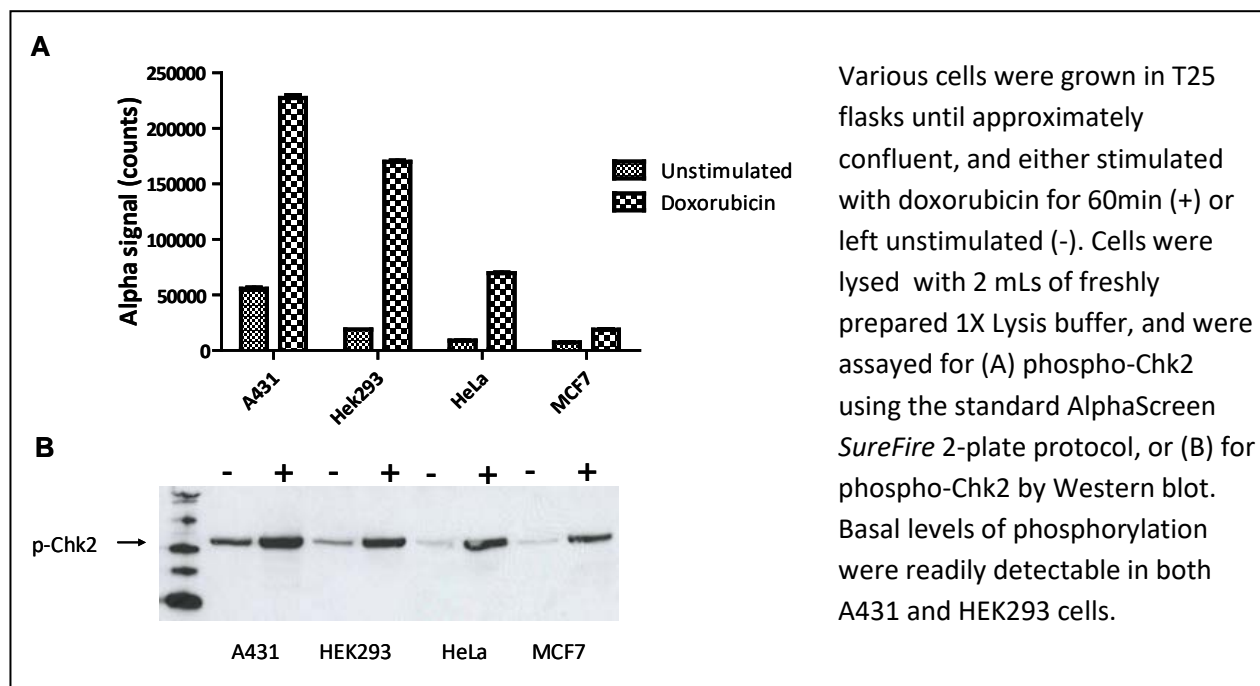 A
250000
200000
150000
100000
50000
0
Alpha signal (counts)
A431
Hek293
HeLa
MCF7
Unstimulated
Doxorubicin
B
- + - + - + - +
p-Chk2
A431 HEK293 HeLa MCF7
Various cells were grown in T25
flasks until approximately
confluent, and either stimulated
with doxorubicin for 60min (+) or
left unstimulated (-). Cells were
lysed with 2 mLs of freshly
prepared 1X Lysis buffer, and were
assayed for (A) phospho-Chk2
using the standard AlphaScreen
SureFire 2-plate protocol, or (B) for
phospho-Chk2 by Western blot.
Basal levels of phosphorylation
were readily detectable in both
A431 and HEK293 cells.